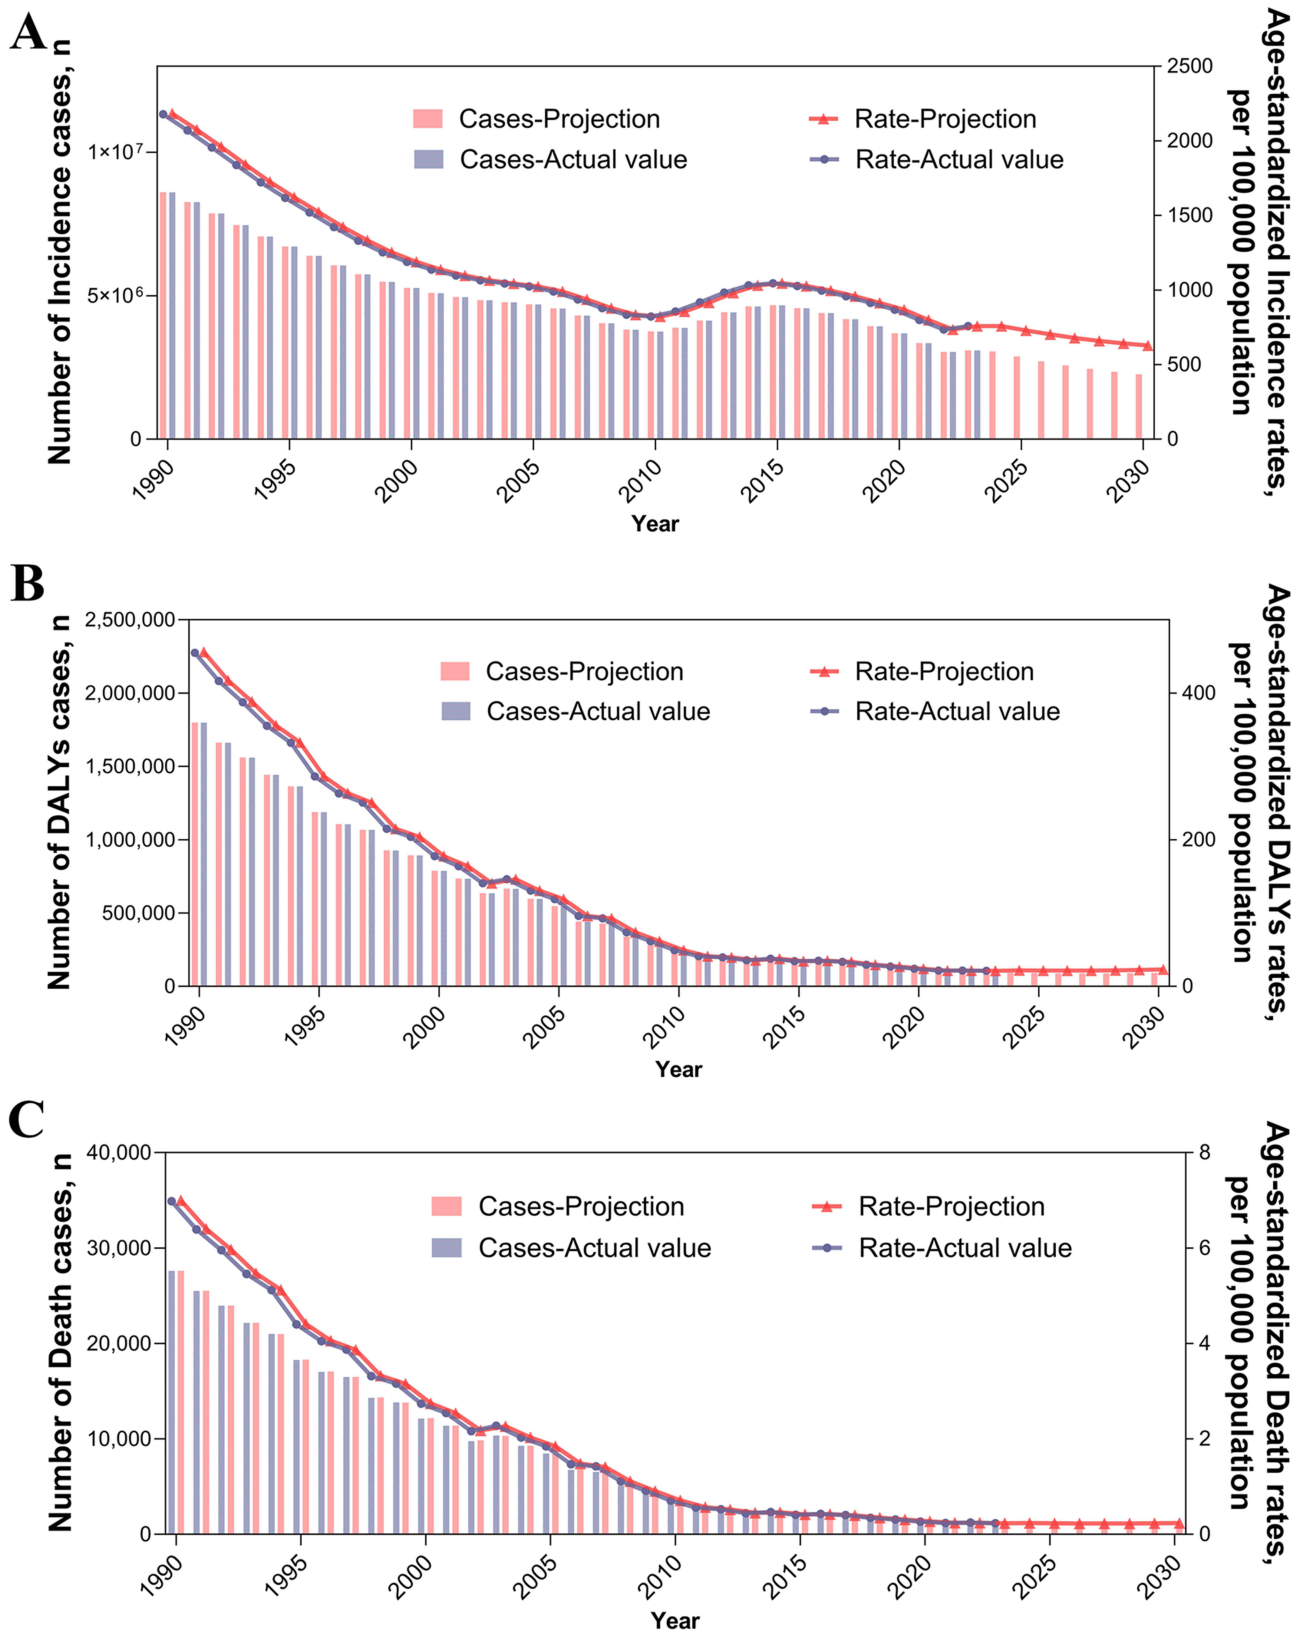 A
Number of Incidence cases, n
1×10⁷
5×10⁶
0
Cases-Projection
Cases-Actual value
Rate-Projection
Rate-Actual value
2500
2000
1500
1000
500
0
Age-standardized Incidence rates,
per 100,000 population
1990
1995
2000
2005
2010
2015
2020
2025
2030
Year
B
Number of DALYs cases, n
2,500,000
2,000,000
1,500,000
1,000,000
500,000
0
Cases-Projection
Cases-Actual value
Rate-Projection
Rate-Actual value
400
200
0
Age-standardized DALYs rates,
per 100,000 population
1990
1995
2000
2005
2010
2015
2020
2025
2030
Year
C
Number of Death cases, n
40,000
30,000
20,000
10,000
0
Cases-Projection
Cases-Actual value
Rate-Projection
Rate-Actual value
8
6
4
2
0
Age-standardized Death rates,
per 100,000 population
1990
1995
2000
2005
2010
2015
2020
2025
2030
Year